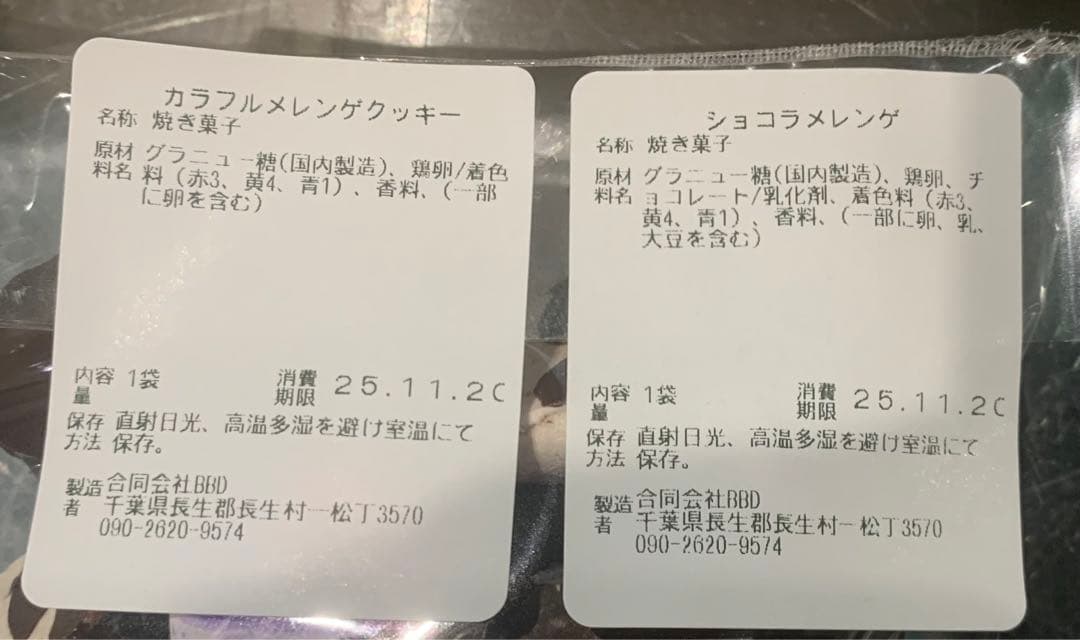 カラフルメレンゲクッキー
名称 焼き菓子
原材料名 グラニュー糖(国内製造)、鶏卵/着色
料（赤3、黄4、青1）、香料、(一部
に卵を含む)
内容量 1袋
消費期限 25.11.20
保存方法 直射日光、高温多湿を避け室温にて
保存。
製造者 合同会社BBD
千葉県長生郡長生村一松丁3570
090-2620-9574
ショコラメレンゲ
名称 焼き菓子
原材料名 グラニュー糖(国内製造)、鶏卵、チ
ョコレート/乳化剤、着色料（赤3、
黄4、青1）、香料、(一部に卵、乳、
大豆を含む)
内容量 1袋
消費期限 25.11.20
保存方法 直射日光、高温多湿を避け室温にて
保存。
製造者 合同会社BBD
千葉県長生郡長生村一松丁3570
090-2620-9574